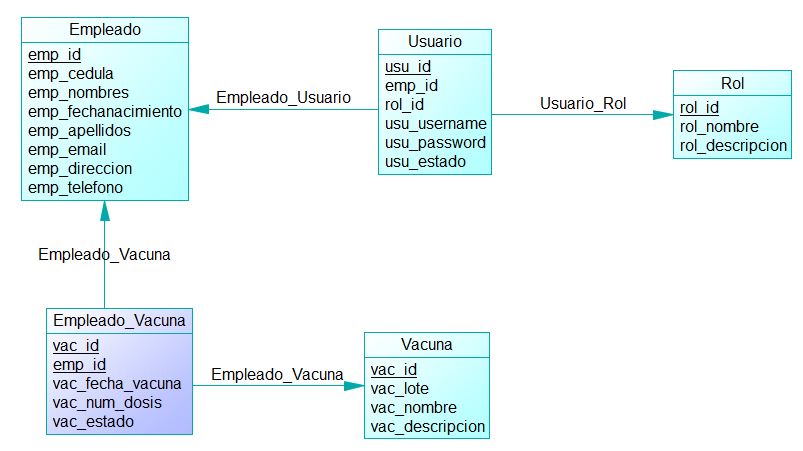 Empleado
emp_id
emp_cedula
emp_nombres
emp_fechanacimiento
emp_apellidos
emp_email
emp_direccion
emp_telefono
Empleado_Usuario
Usuario
usu_id
emp_id
rol_id
usu_username
usu_password
usu_estado
Usuario_Rol
Rol
rol_id
rol_nombre
rol_descripcion
Empleado_Vacuna
Empleado_Vacuna
vac_id
emp_id
vac_fecha_vacuna
vac_num_dosis
vac_estado
Empleado_Vacuna
Vacuna
vac_id
vac_lote
vac_nombre
vac_descripcion